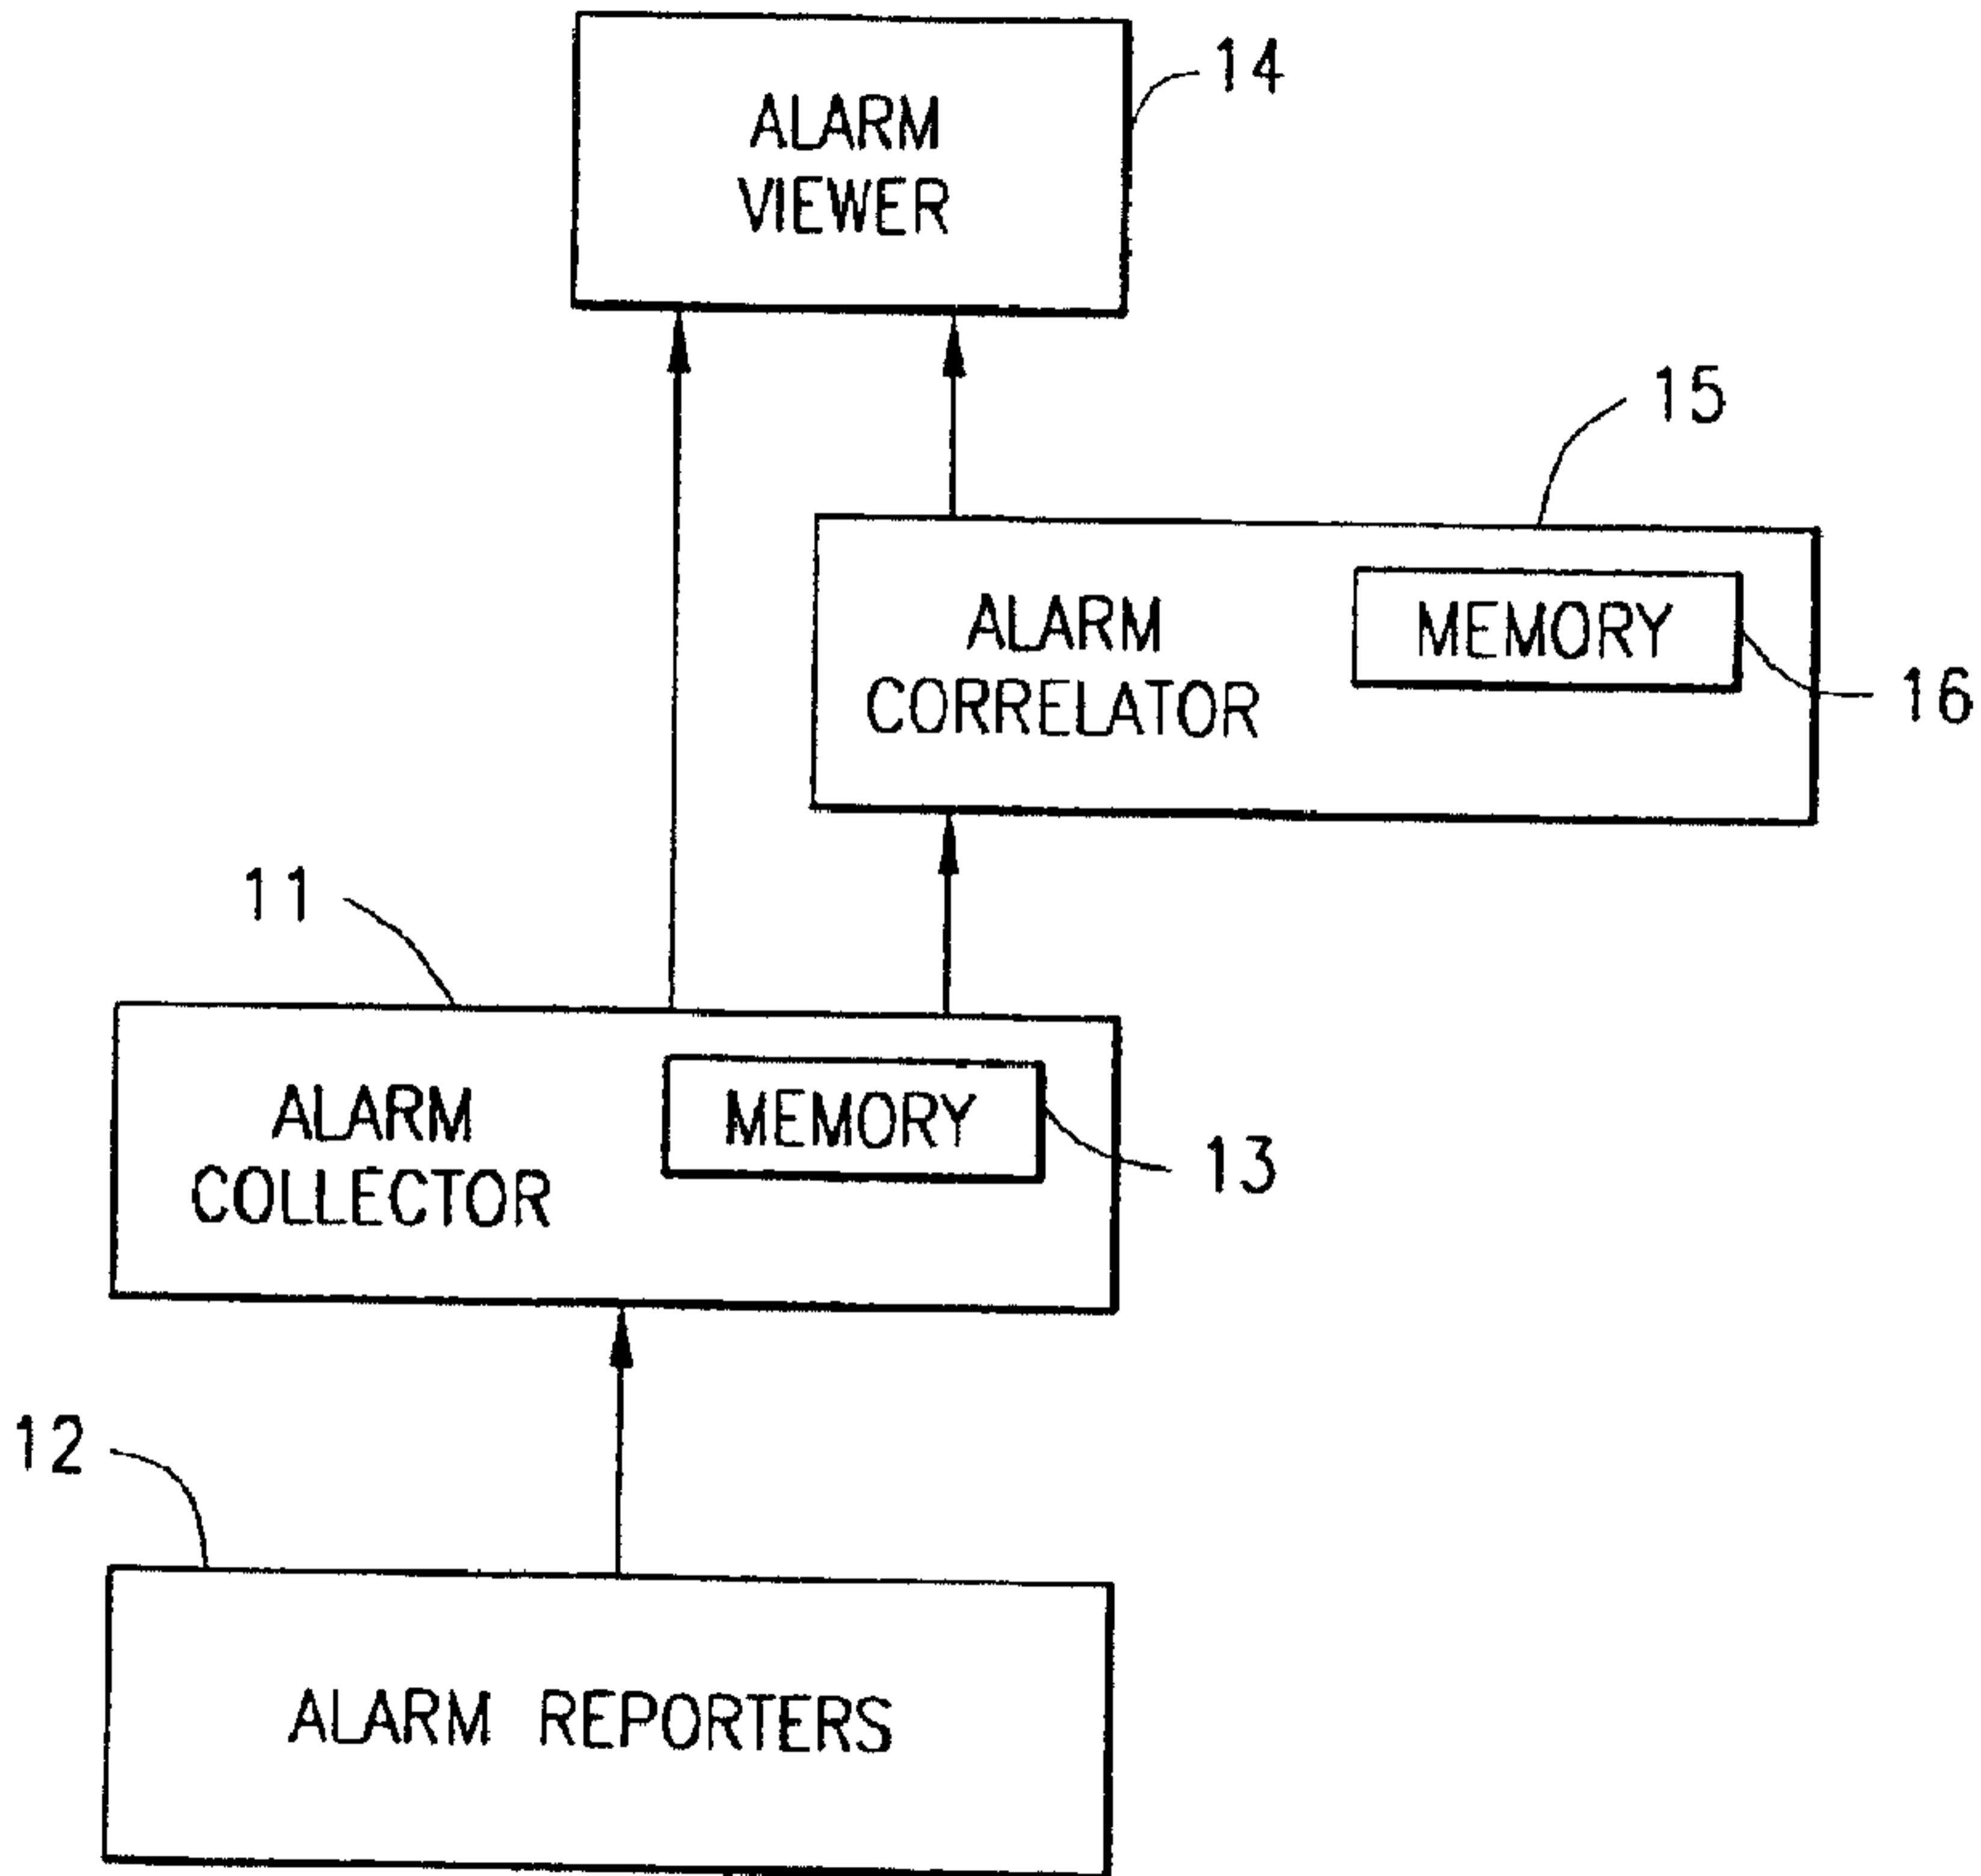 ALARM
VIEWER
14
15
ALARM
CORRELATOR
MEMORY
16
11
ALARM
COLLECTOR
MEMORY
13
12
ALARM REPORTERS